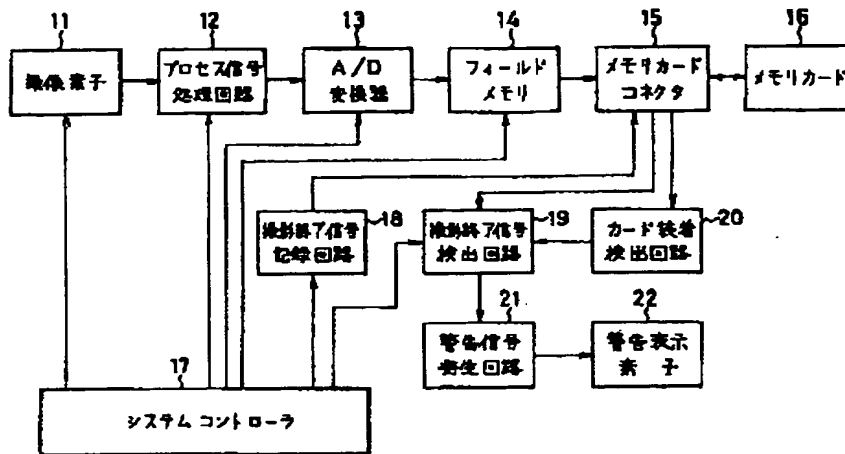 11
12
13
14
15
16
撮像素子
プロセス信号
処理回路
A/D
変換器
フィールド
メモリ
メモリカード
コネクタ
メモリカード
撮影終了信号
記録回路
18
撮影終了信号
検出回路
19
カード装着
検出回路
20
21
警告信号
発生回路
22
警告表示
素子
17
システムコントローラ